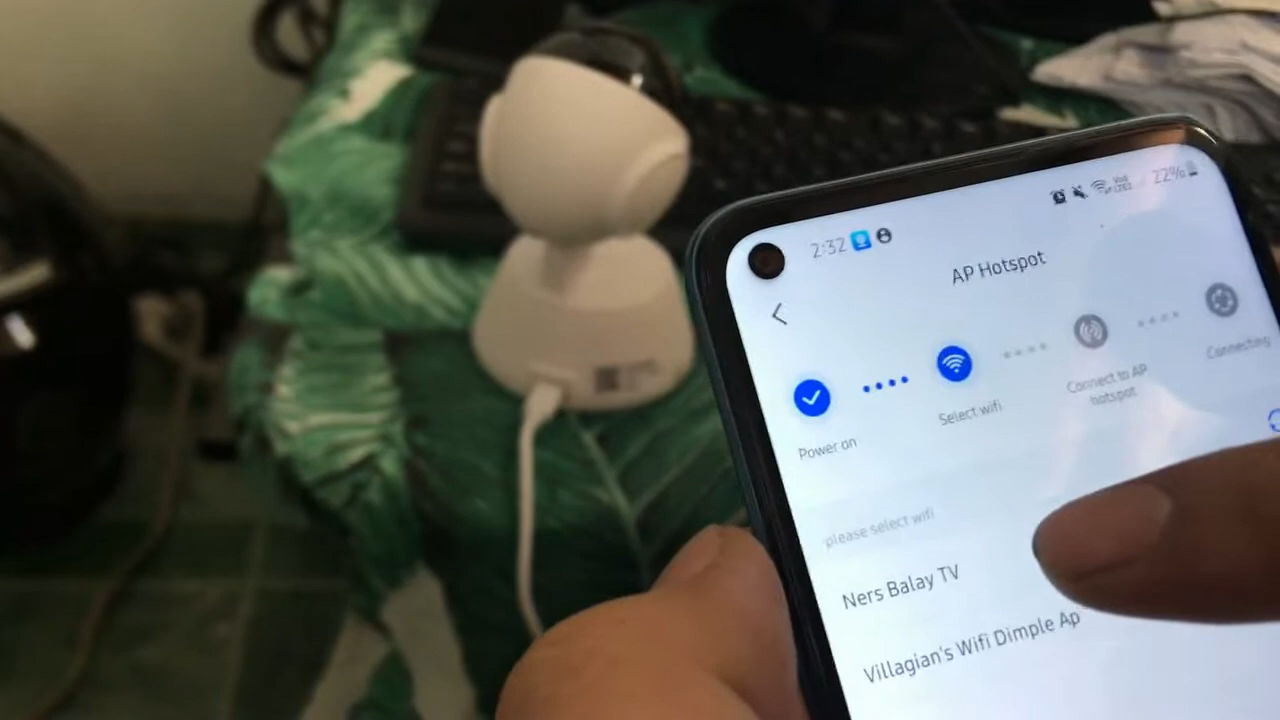 2:32
22%
AP Hotspot
Power on
Select wifi
Connect to AP
hotspot
Connecting
please select wifi
Ners Balay TV
Villagian's Wifi Dimple Ap